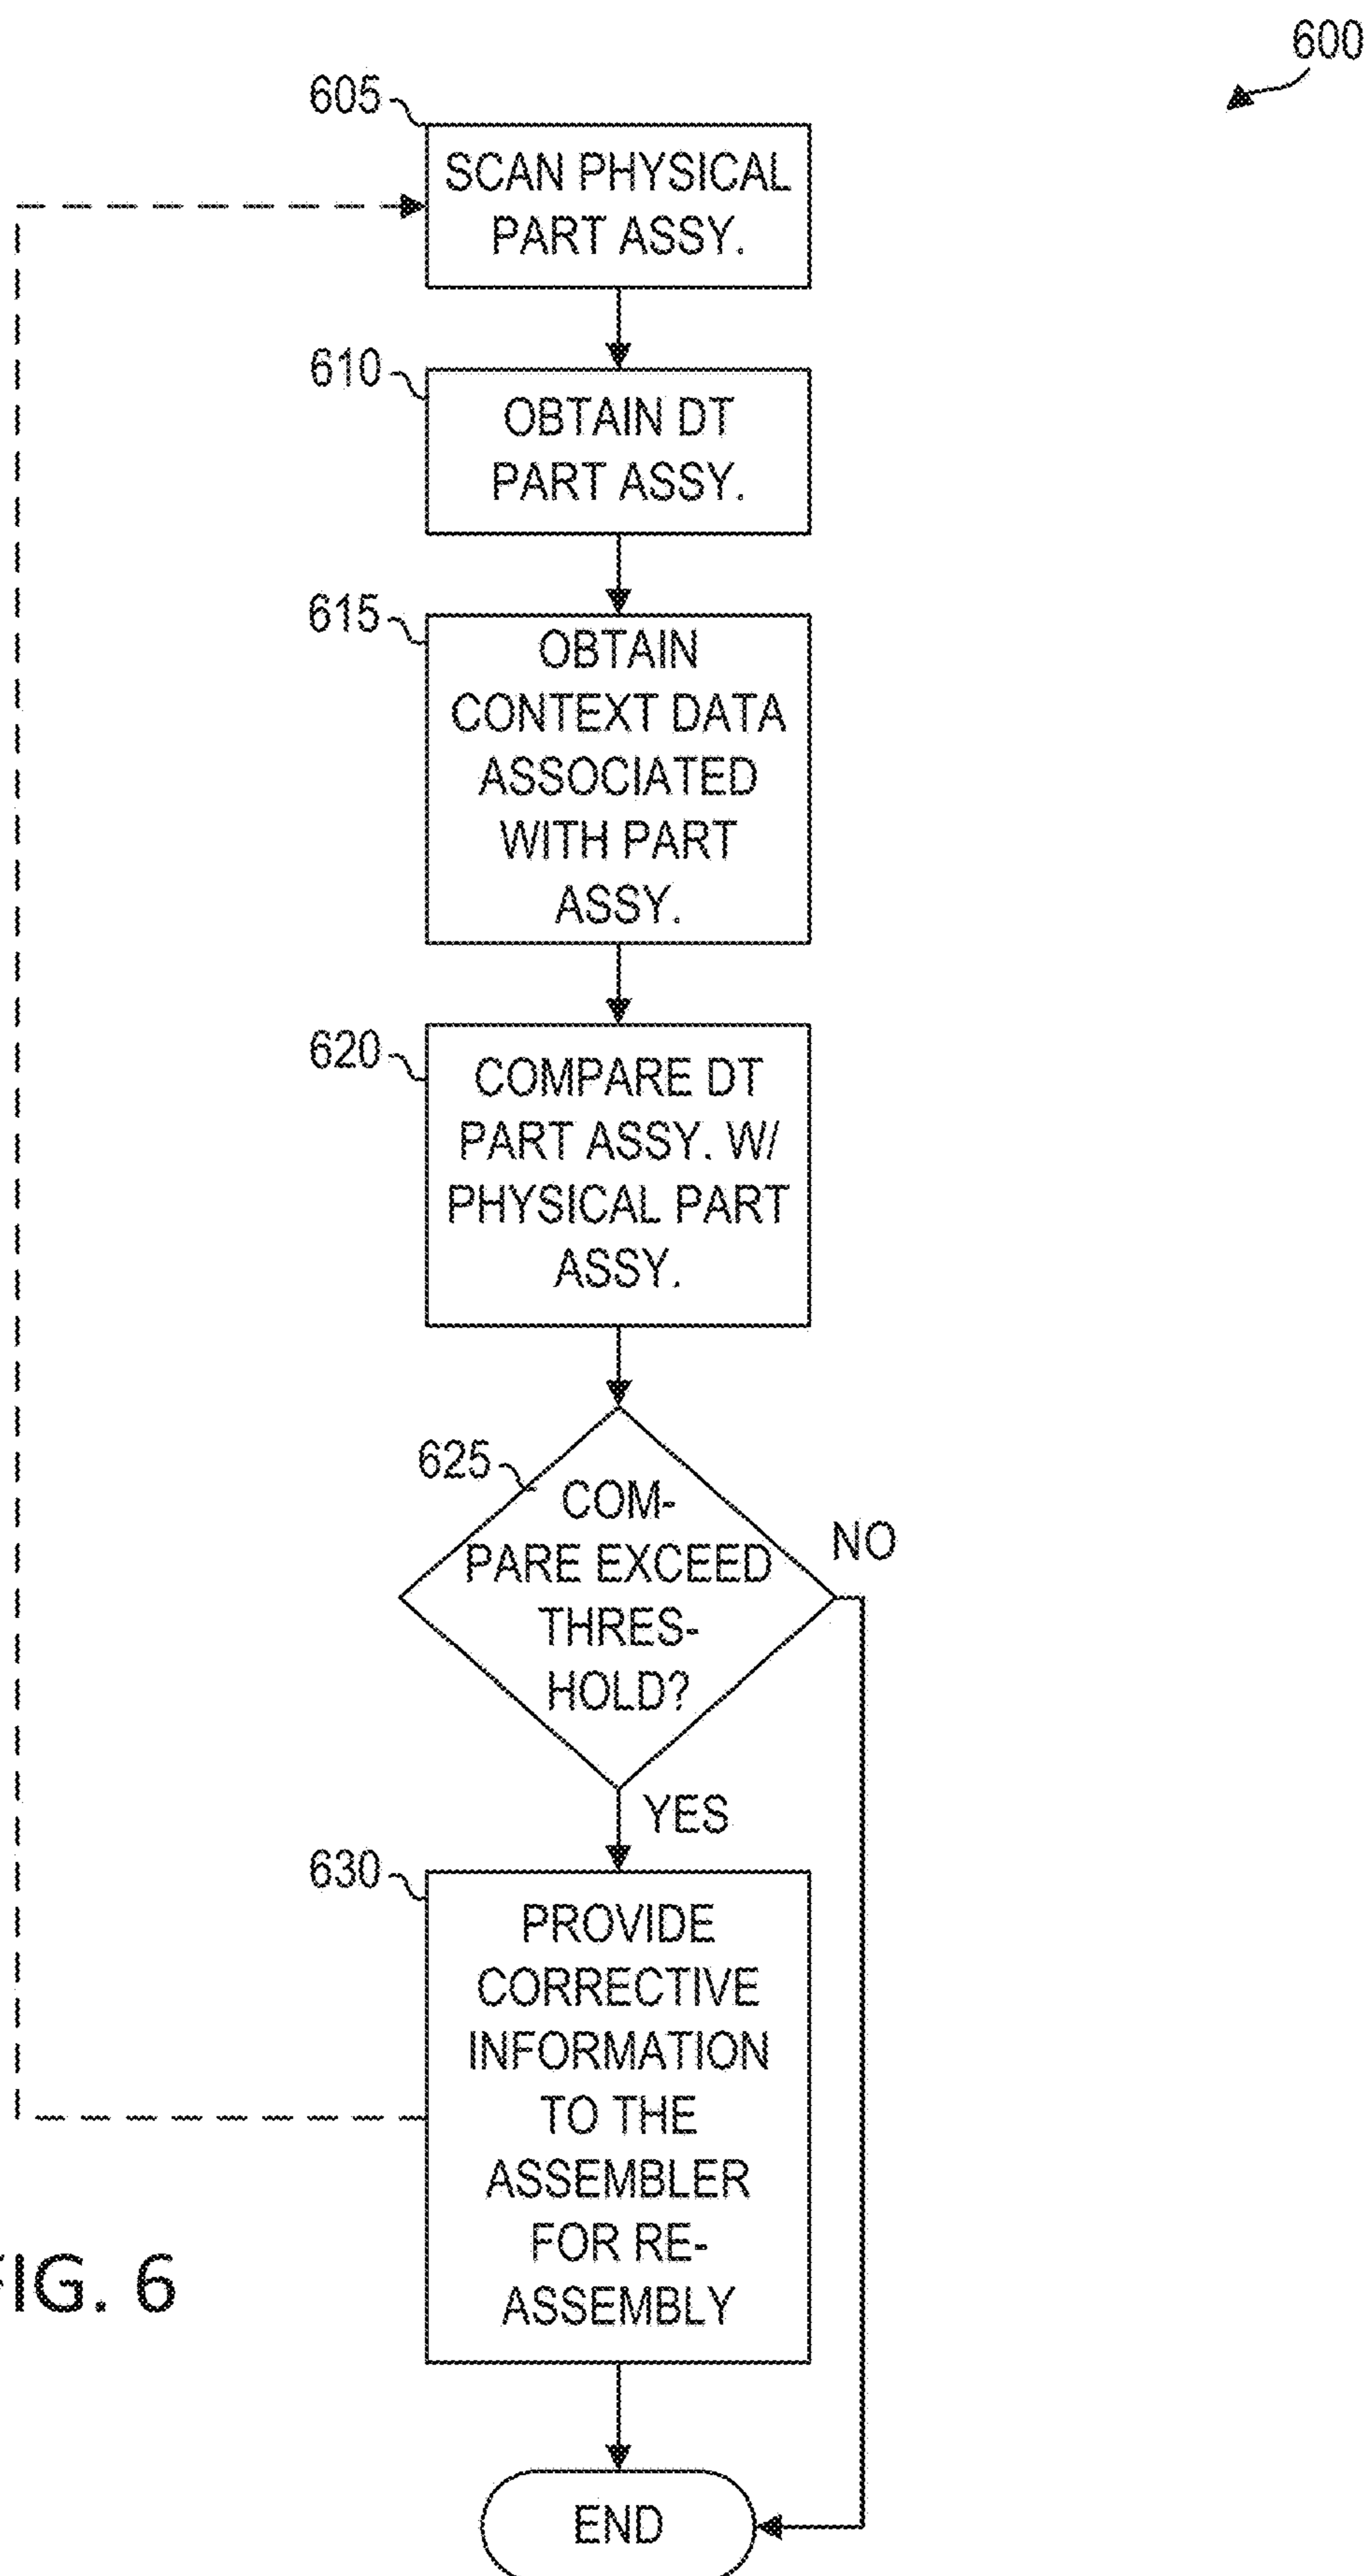 600
605
SCAN PHYSICAL
PART ASSY.
610
OBTAIN DT
PART ASSY.
615
OBTAIN
CONTEXT DATA
ASSOCIATED
WITH PART
ASSY.
620
COMPARE DT
PART ASSY. W/
PHYSICAL PART
ASSY.
625
COM-
PARE EXCEED
THRES-
HOLD?
NO
YES
630
PROVIDE
CORRECTIVE
INFORMATION
TO THE
ASSEMBLER
FOR RE-
ASSEMBLY
FIG. 6
END